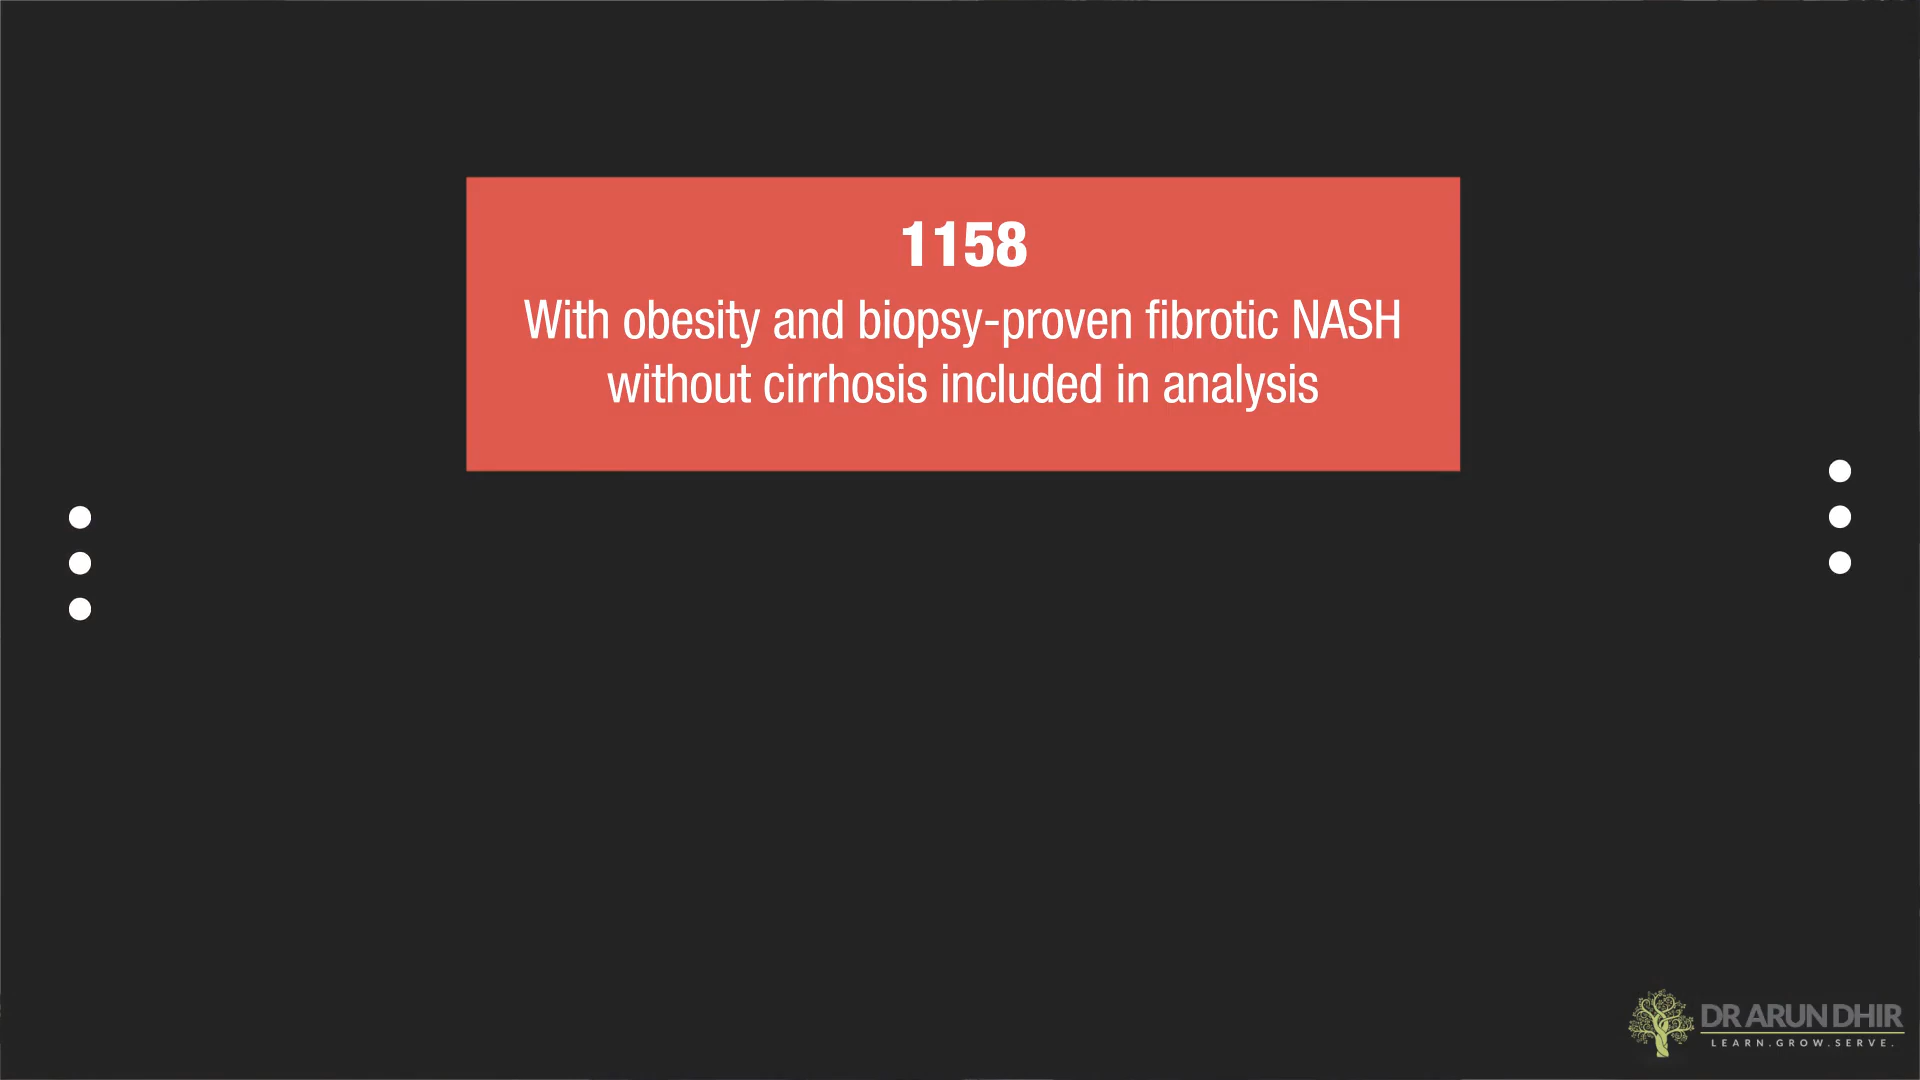 1158
With obesity and biopsy-proven fibrotic NASH
without cirrhosis included in analysis
DR ARUN DHIR
LEARN.GROW.SERVE.